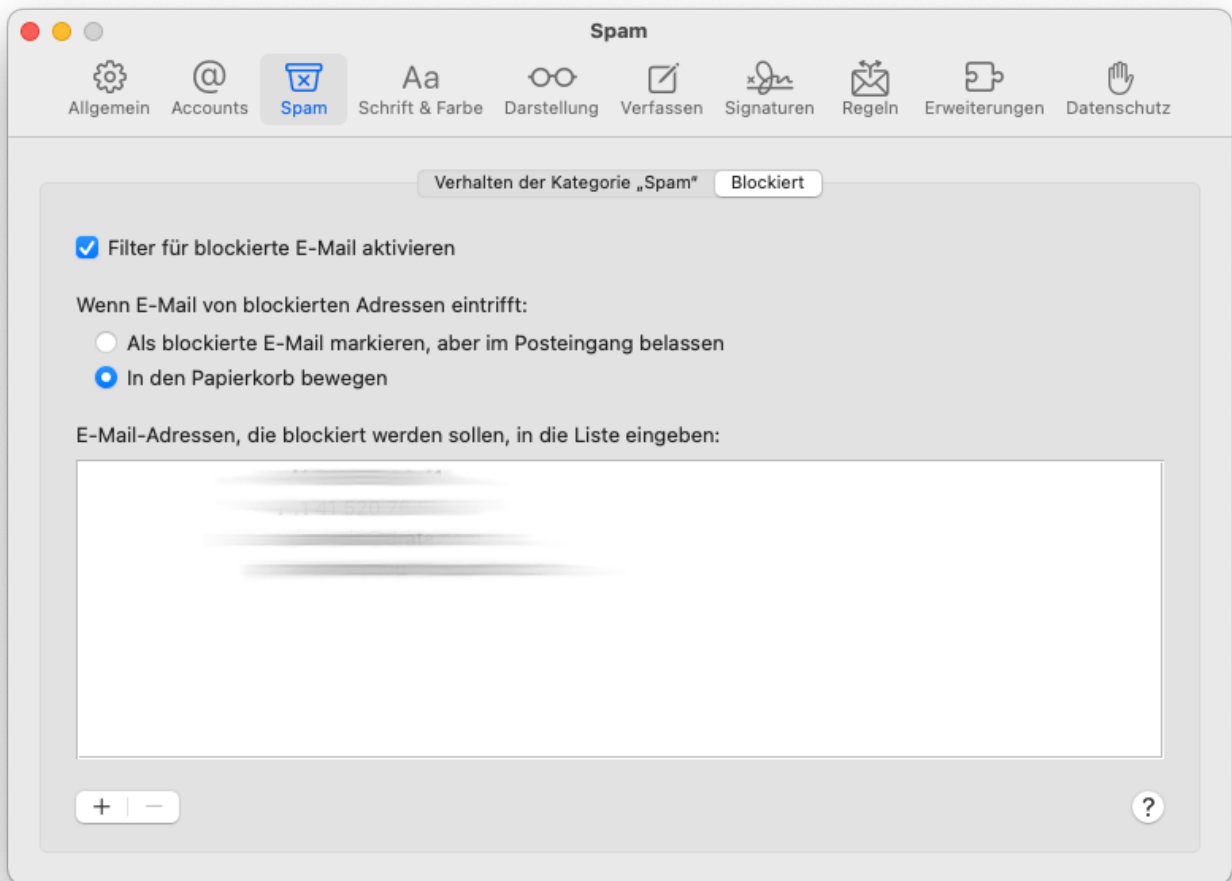 Spam
Allgemein Accounts Spam Schrift & Farbe Darstellung Verfassen Signaturen Regeln Erweiterungen Datenschutz
Verhalten der Kategorie „Spam“ Blockiert
Filter für blockierte E-Mail aktivieren
Wenn E-Mail von blockierten Adressen eintrifft:
Als blockierte E-Mail markieren, aber im Posteingang belassen
In den Papierkorb bewegen
E-Mail-Adressen, die blockiert werden sollen, in die Liste eingeben:
+ − ?